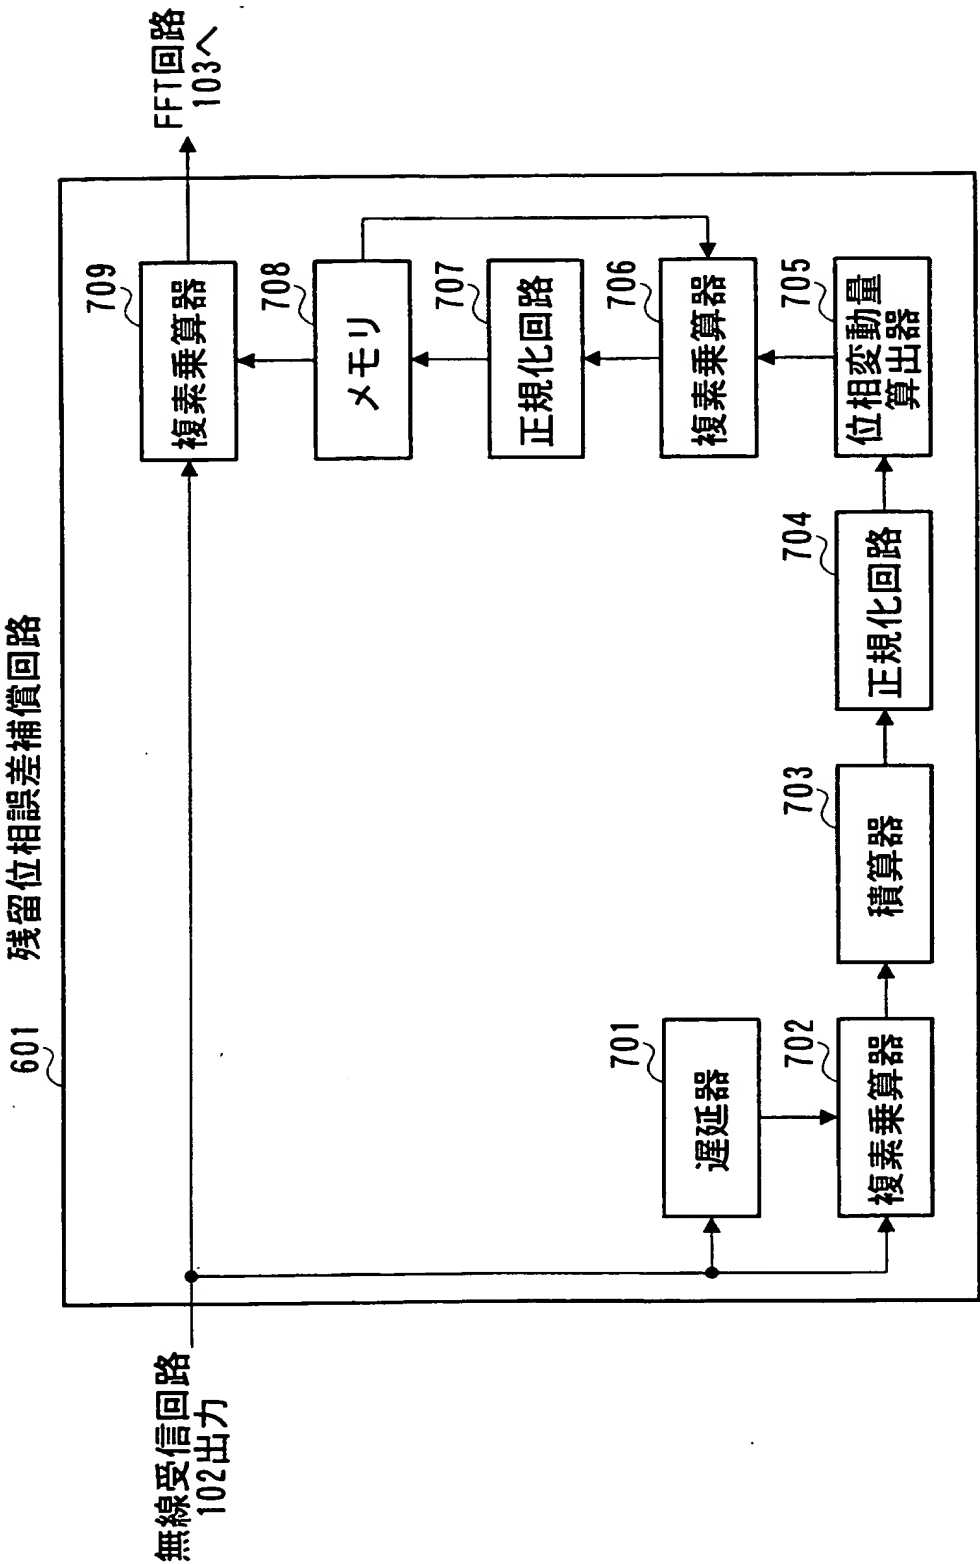 601 残留位相誤差補償回路
無線受信回路
102出力
FFT回路
103へ
709
複素乗算器
708
メモリ
707
正規化回路
706
複素乗算器
705
位相変動量
算出器
704
正規化回路
703
積算器
701
遅延器
702
複素乗算器